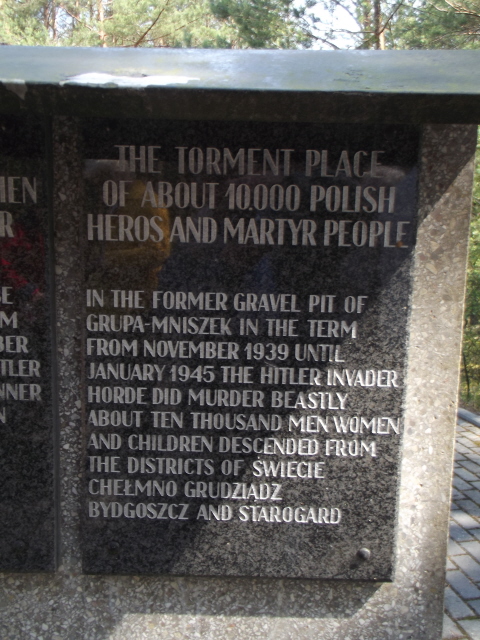 THE TORMENT PLACE
OF ABOUT 10.000 POLISH
HEROS AND MARTYR PEOPLE
IN THE FORMER GRAVEL PIT OF
GRUPA-MNISZEK IN THE TERM
FROM NOVEMBER 1939 UNTIL
JANUARY 1945 THE HITLER INVADER
HORDE DID MURDER BEASTLY
ABOUT TEN THOUSAND MEN WOMEN
AND CHILDREN DESCENDED FROM
THE DISTRICTS OF ŚWIECIE
CHEŁMNO GRUDZIĄDZ
BYDGOSZCZ AND STAROGARD